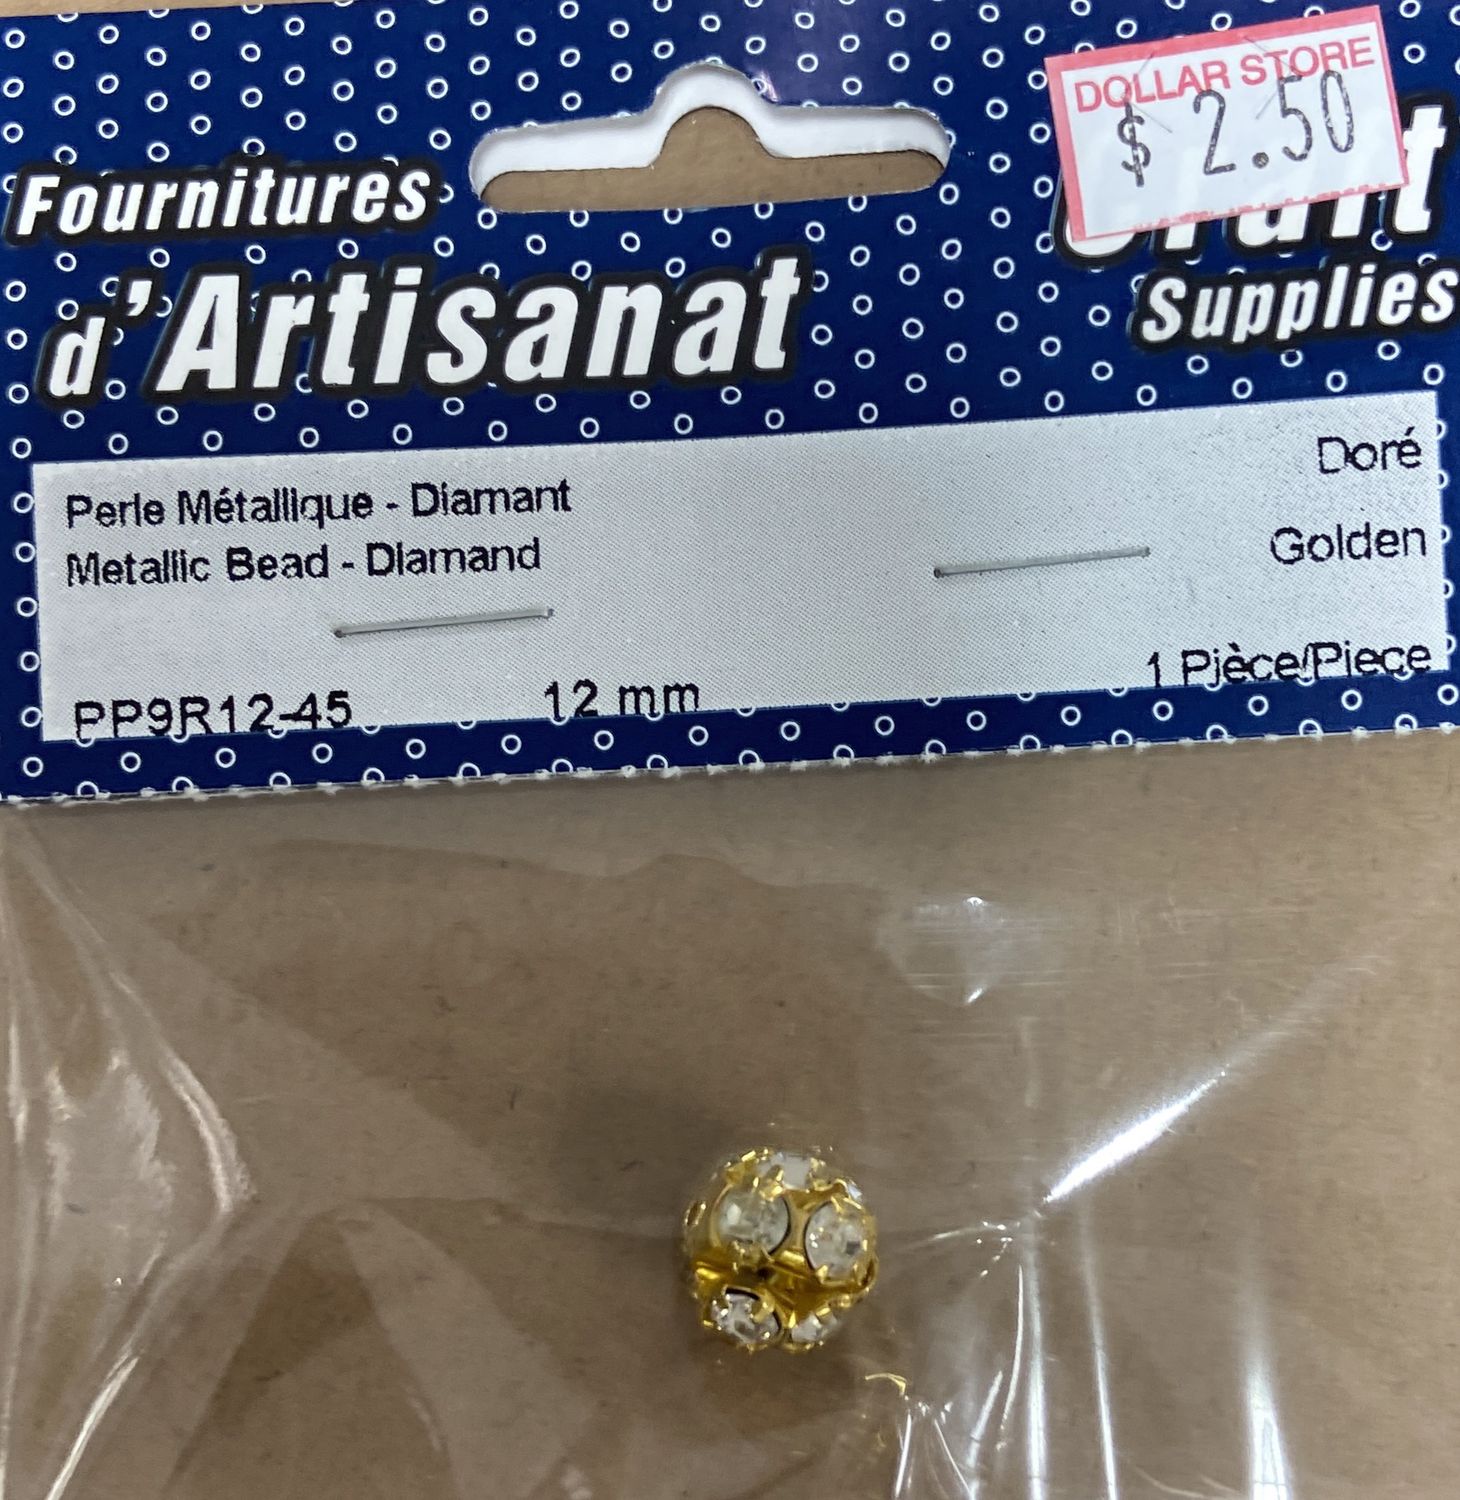 DOLLAR STORE
$ 2.50
Fournitures
d'Artisanat
Craft
Supplies
Perle Métallique - Diamant
Metallic Bead - Diamand
Doré
Golden
PP9R12-45
12 mm
1 Pièce/Piece